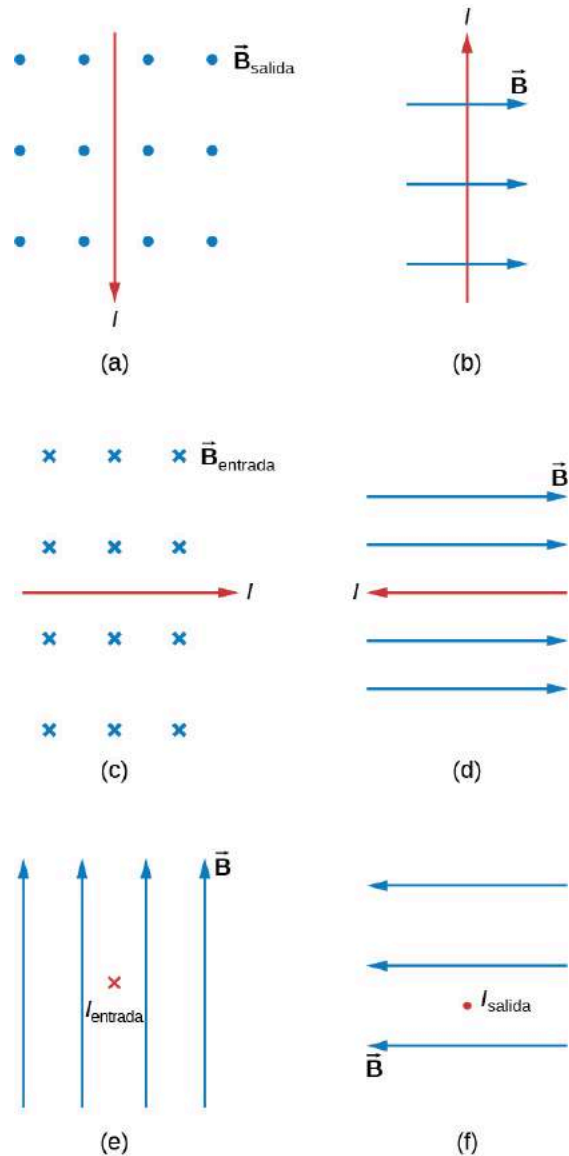 B⃗salida
I
(a)
I
B⃗
(b)
B⃗entrada
I
(c)
B⃗
I
(d)
B⃗
Ientrada
(e)
Isalida
B⃗
(f)